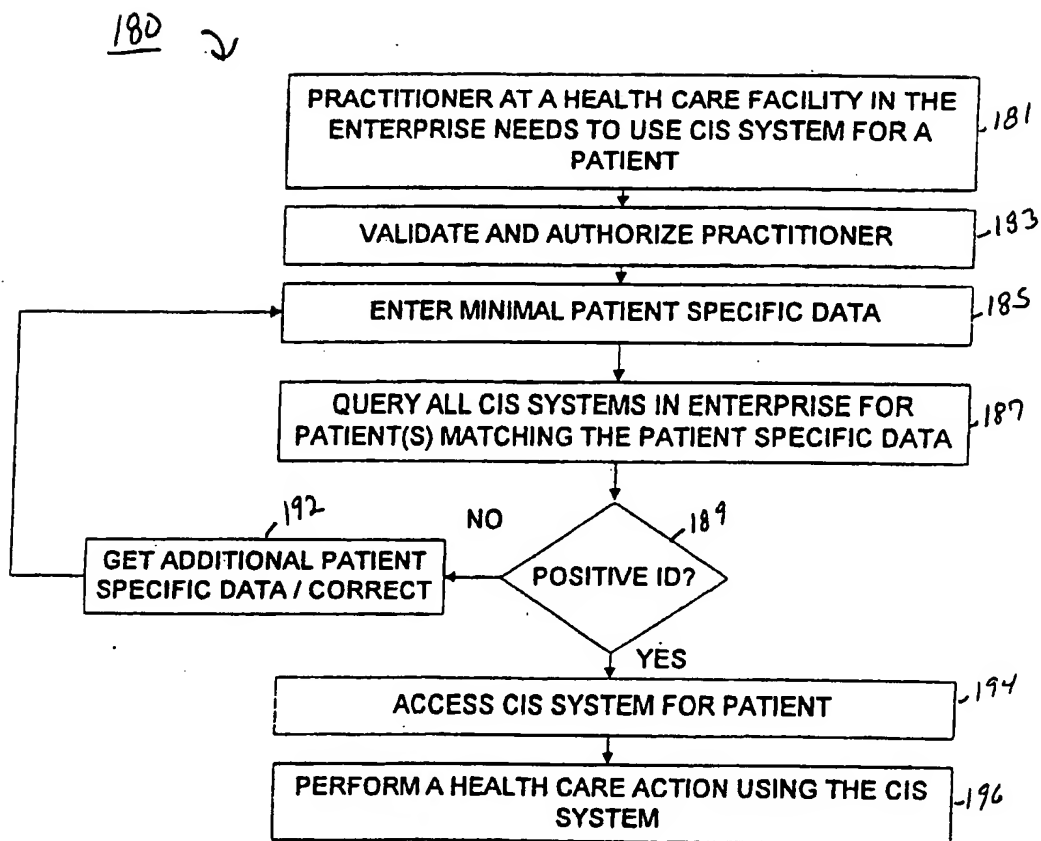 180
PRACTITIONER AT A HEALTH CARE FACILITY IN THE
ENTERPRISE NEEDS TO USE CIS SYSTEM FOR A
PATIENT
181
VALIDATE AND AUTHORIZE PRACTITIONER
183
ENTER MINIMAL PATIENT SPECIFIC DATA
185
QUERY ALL CIS SYSTEMS IN ENTERPRISE FOR
PATIENT(S) MATCHING THE PATIENT SPECIFIC DATA
187
192
NO
189
GET ADDITIONAL PATIENT
SPECIFIC DATA / CORRECT
POSITIVE ID?
YES
ACCESS CIS SYSTEM FOR PATIENT
194
PERFORM A HEALTH CARE ACTION USING THE CIS
SYSTEM
196